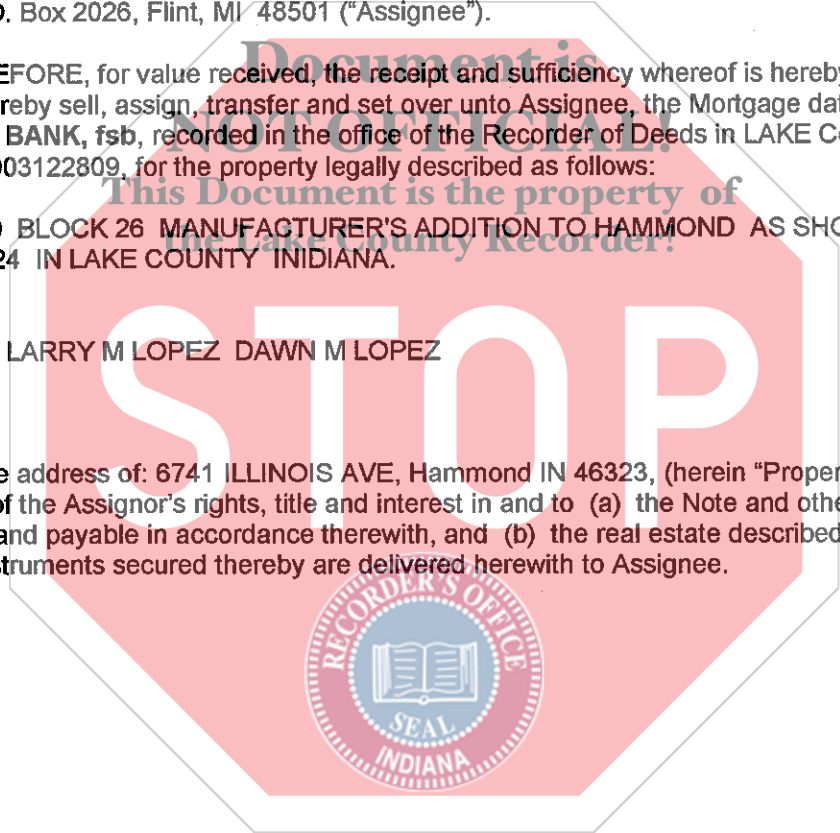 O. Box 2026, Flint, MI 48501 (“Assignee”).
Document is
EFORE, for value received, the receipt and sufficiency whereof is hereby
reby sell, assign, transfer and set over unto Assignee, the Mortgage da
NOT OFFICIAL!
BANK, fsb, recorded in the office of the Recorder of Deeds in LAKE C
03122809, for the property legally described as follows:
This Document is the property of
BLOCK 26 MANUFACTURER'S ADDITION TO HAMMOND AS SHO
the Lake County Recorder!
24 IN LAKE COUNTY INIDIANA.
STOP
LARRY M LOPEZ DAWN M LOPEZ
e address of: 6741 ILLINOIS AVE, Hammond IN 46323, (herein “Proper
of the Assignor's rights, title and interest in and to (a) the Note and othe
and payable in accordance therewith, and (b) the real estate described
struments secured thereby are delivered herewith to Assignee.
RECORDER'S OFFICE
SEAL
INDIANA